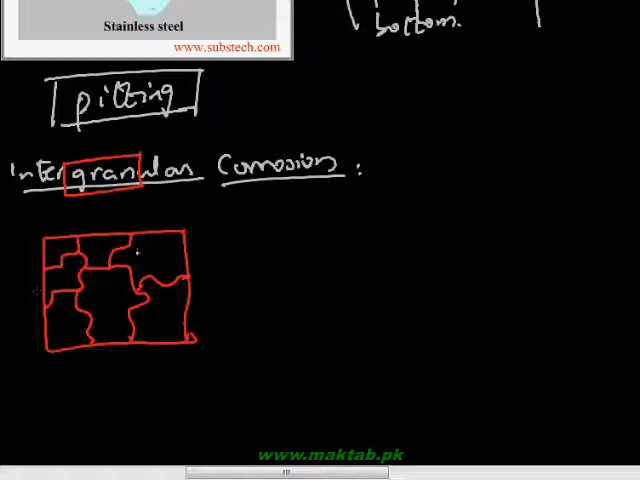 Stainless steel
www.substech.com
bottom.
pitting
Intergranular Corrosion :
www.maktab.pk